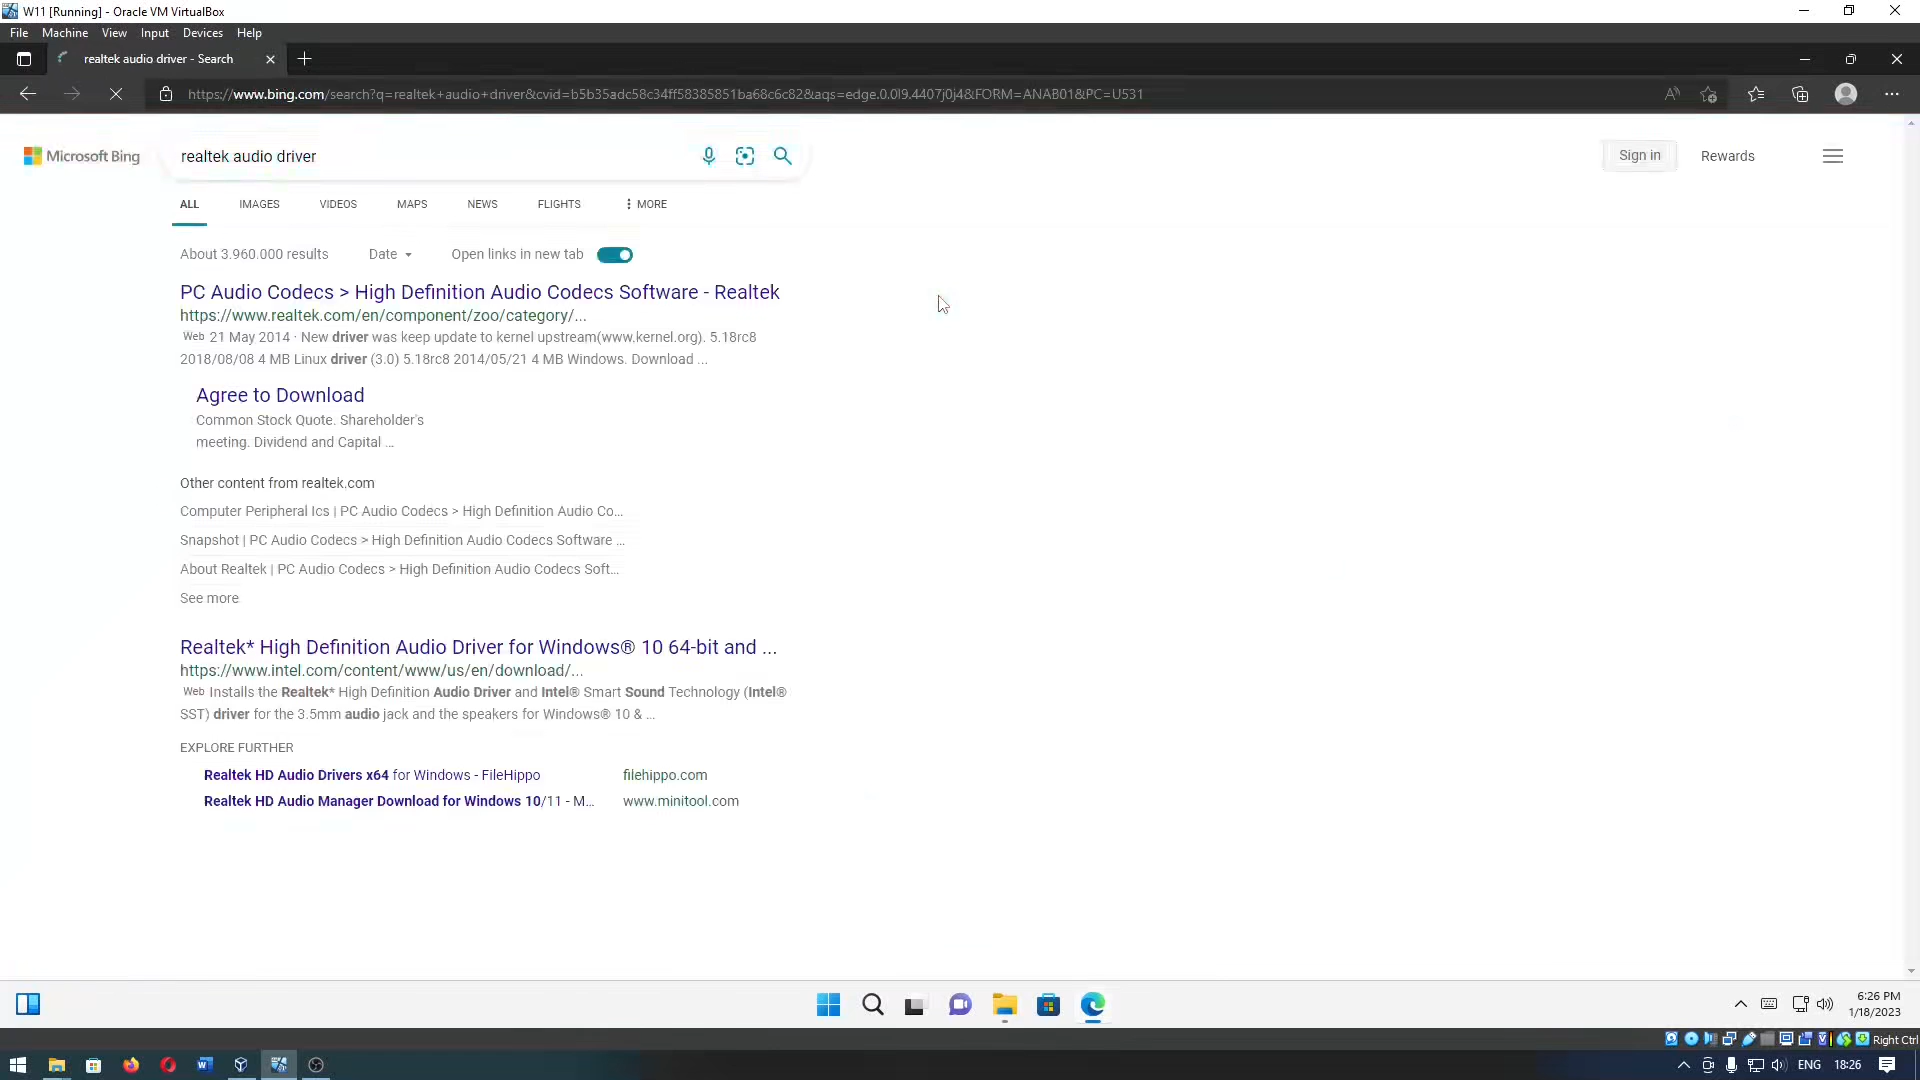 W11 [Running] - Oracle VM VirtualBox
File Machine View Input Devices Help
realtek audio driver - Search
https://www.bing.com/search?q=realtek+audio+driver&cvid=b5b35adc58c34ff58385851ba68c6c82&aqs=edge.0.0l9.4407j0j4&FORM=ANAB01&PC=U531
Microsoft Bing
realtek audio driver
Sign in
Rewards
ALL IMAGES VIDEOS MAPS NEWS FLIGHTS MORE
About 3.960.000 results Date Open links in new tab
PC Audio Codecs > High Definition Audio Codecs Software - Realtek
https://www.realtek.com/en/component/zoo/category/...
Web 21 May 2014 · New driver was keep update to kernel upstream(www.kernel.org). 5.18rc8
2018/08/08 4 MB Linux driver (3.0) 5.18rc8 2014/05/21 4 MB Windows. Download ...
Agree to Download
Common Stock Quote. Shareholder's
meeting. Dividend and Capital ...
Other content from realtek.com
Computer Peripheral Ics | PC Audio Codecs > High Definition Audio Co...
Snapshot | PC Audio Codecs > High Definition Audio Codecs Software ...
About Realtek | PC Audio Codecs > High Definition Audio Codecs Soft...
See more
Realtek* High Definition Audio Driver for Windows® 10 64-bit and ...
https://www.intel.com/content/www/us/en/download/...
Web Installs the Realtek* High Definition Audio Driver and Intel® Smart Sound Technology (Intel®
SST) driver for the 3.5mm audio jack and the speakers for Windows® 10 & ...
EXPLORE FURTHER
Realtek HD Audio Drivers x64 for Windows - FileHippo filehippo.com
Realtek HD Audio Manager Download for Windows 10/11 - M... www.minitool.com
6:26 PM
1/18/2023
Right Ctrl
ENG 18:26